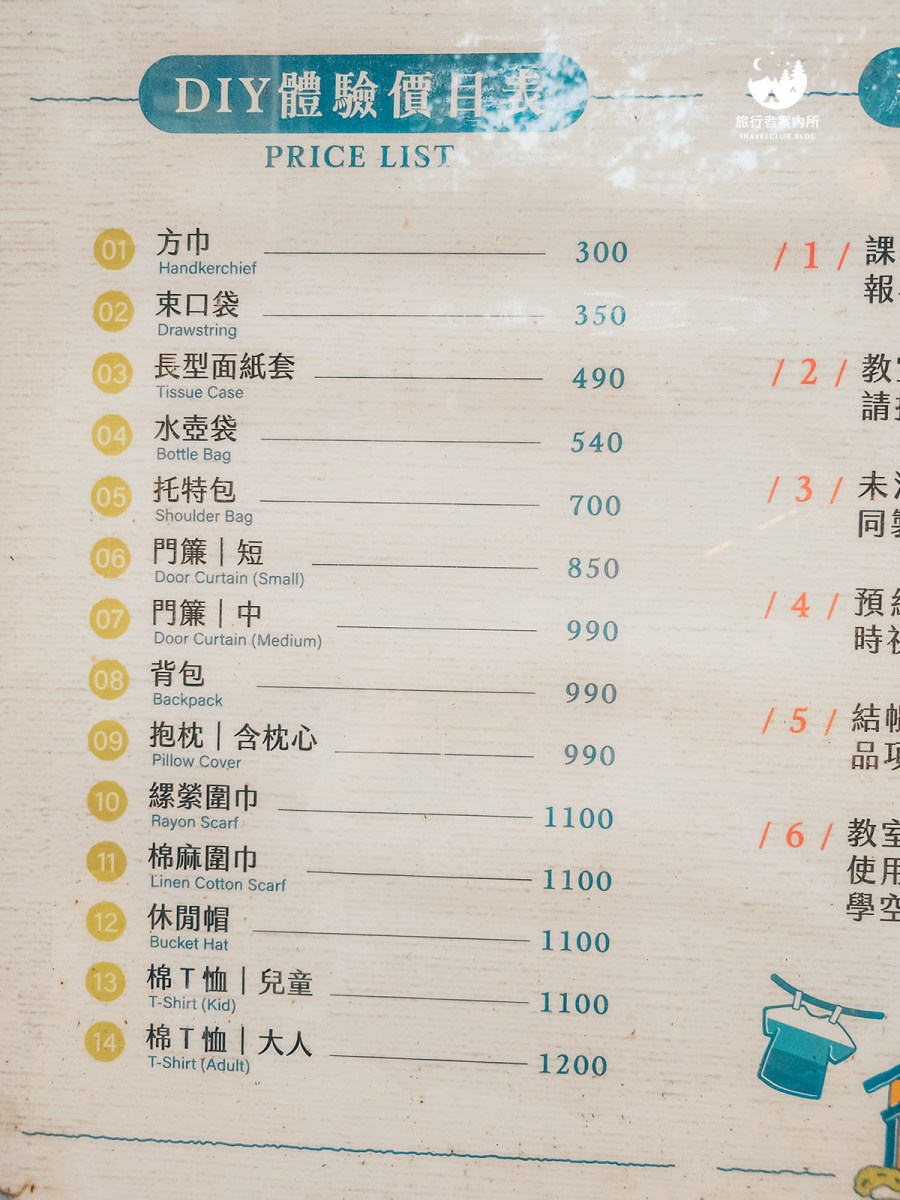 DIY體驗價目表
PRICE LIST
旅行者案內所
TRAVELCLUB.BLOG
01 方巾 300
Handkerchief
02 束口袋 350
Drawstring
03 長型面紙套 490
Tissue Case
04 水壺袋 540
Bottle Bag
05 托特包 700
Shoulder Bag
06 門簾｜短 850
Door Curtain (Small)
07 門簾｜中 990
Door Curtain (Medium)
08 背包 990
Backpack
09 抱枕｜含枕心 990
Pillow Cover
10 縲縈圍巾 1100
Rayon Scarf
11 棉麻圍巾 1100
Linen Cotton Scarf
12 休閒帽 1100
Bucket Hat
13 棉T恤｜兒童 1100
T-Shirt (Kid)
14 棉T恤｜大人 1200
T-Shirt (Adult)
/ 1 / 課
報
/ 2 / 教
請
/ 3 / 未
同
/ 4 / 預
時
/ 5 / 結
品
/ 6 / 教室
使用
學空